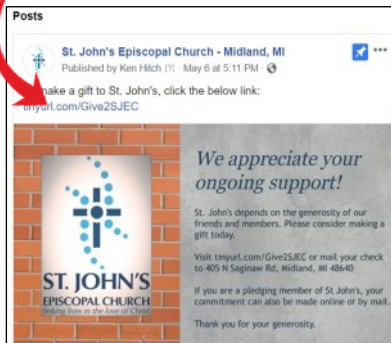 Posts
St. John's Episcopal Church - Midland, MI
Published by Ken Hitch [?] · May 6 at 5:11 PM ·
make a gift to St. John's, click the below link:
tinyurl.com/Give2SJEC
We appreciate your
ongoing support!
St. John's depends on the generosity of our
friends and members. Please consider making a
gift today.
Visit tinyurl.com/Give2SJEC or mail your check
to 405 N Saginaw Rd, Midland, MI 48640
If you are a pledging member of St John's, your
commitment can also be made online or by mail.
Thank you for your generosity.
ST. JOHN'S
EPISCOPAL CHURCH
linking lives in the love of Christ